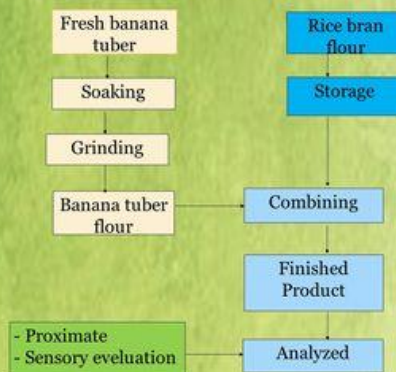 Fresh banana
tuber
Soaking
Grinding
Banana tuber
flour
Rice bran
flour
Storage
Combining
Finished
Product
- Proximate
- Sensory eveluation
Analyzed